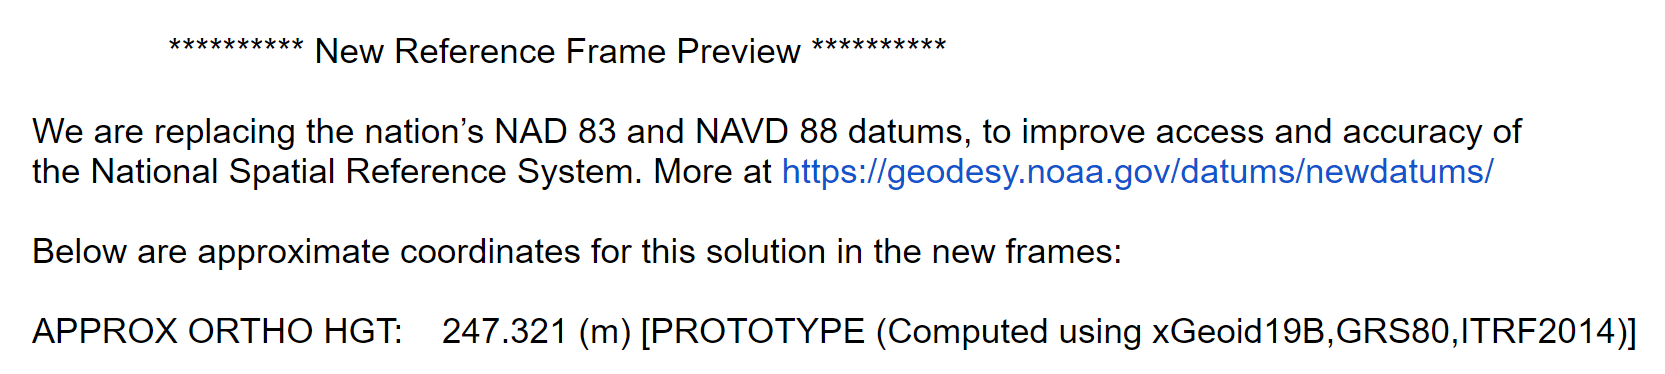 ********** New Reference Frame Preview **********
We are replacing the nation’s NAD 83 and NAVD 88 datums, to improve access and accuracy of
the National Spatial Reference System. More at https://geodesy.noaa.gov/datums/newdatums/
Below are approximate coordinates for this solution in the new frames:
APPROX ORTHO HGT: 247.321 (m) [PROTOTYPE (Computed using xGeoid19B,GRS80,ITRF2014)]